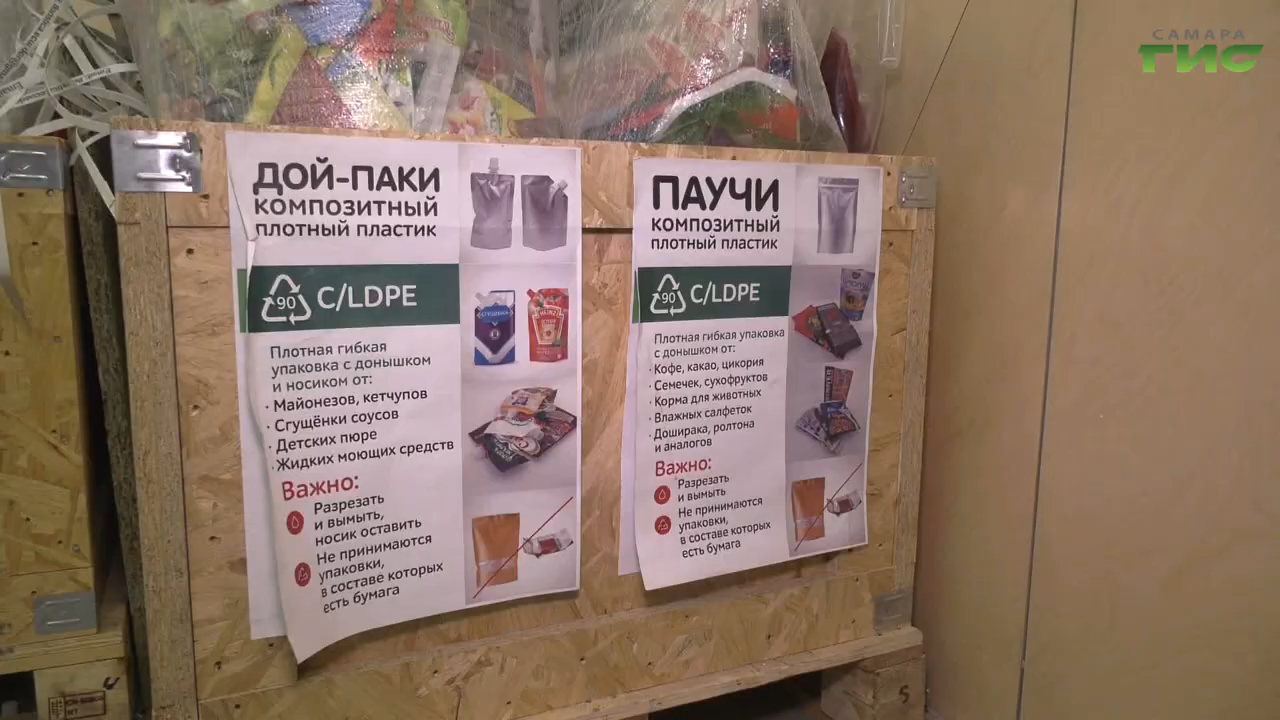 САМАРА
ГИС
ДОЙ-ПАКИ
КОМПОЗИТНЫЙ
ПЛОТНЫЙ ПЛАСТИК
90
C/LDPE
Плотная гибкая
упаковка с донышком
и носиком от:
· Майонезов, кетчупов
· Сгущёнки соусов
· Детских пюре
· Жидких моющих средств
Важно:
Разрезать
и вымыть,
носик оставить
Не принимаются
упаковки,
в составе которых
есть бумага
HEINZ
ПАУЧИ
КОМПОЗИТНЫЙ
ПЛОТНЫЙ ПЛАСТИК
90
C/LDPE
Плотная гибкая упаковка
с донышком от:
· Кофе, какао, цикория
· Семечек, сухофруктов
· Корма для животных
· Влажных салфеток
· Доширака, ролтона
и аналогов
Важно:
Разрезать
и вымыть
Не принимаются
упаковки,
в составе которых
есть бумага
5